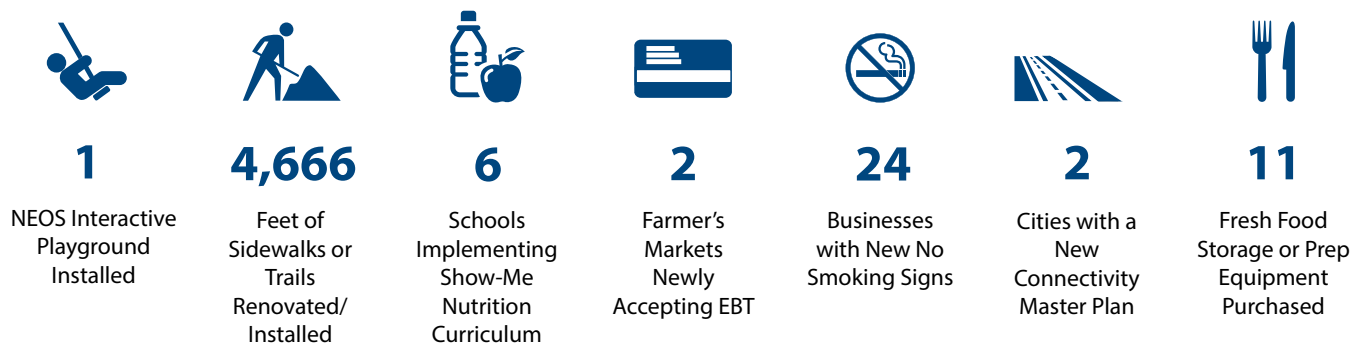 1
NEOS Interactive
Playground
Installed
4,666
Feet of
Sidewalks or
Trails
Renovated/
Installed
6
Schools
Implementing
Show-Me
Nutrition
Curriculum
2
Farmer’s
Markets
Newly
Accepting EBT
24
Businesses
with New No
Smoking Signs
2
Cities with a
New
Connectivity
Master Plan
11
Fresh Food
Storage or Prep
Equipment
Purchased